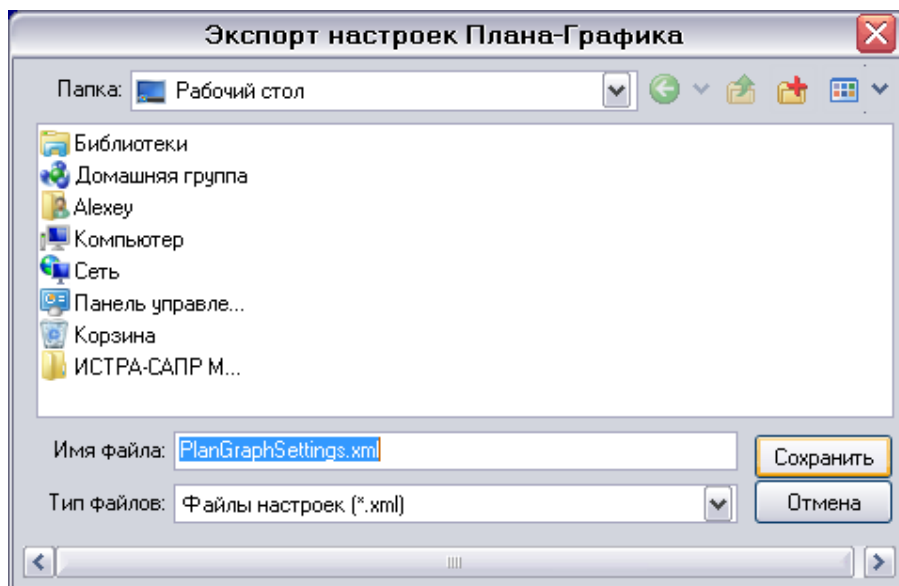 Экспорт настроек Плана-Графика
Папка: Рабочий стол
Библиотеки
Домашняя группа
Alexey
Компьютер
Сеть
Панель управле...
Корзина
ИСТРА-САПР М...
Имя файла: PlanGraphSettings.xml Сохранить
Тип файлов: Файлы настроек (*.xml) Отмена